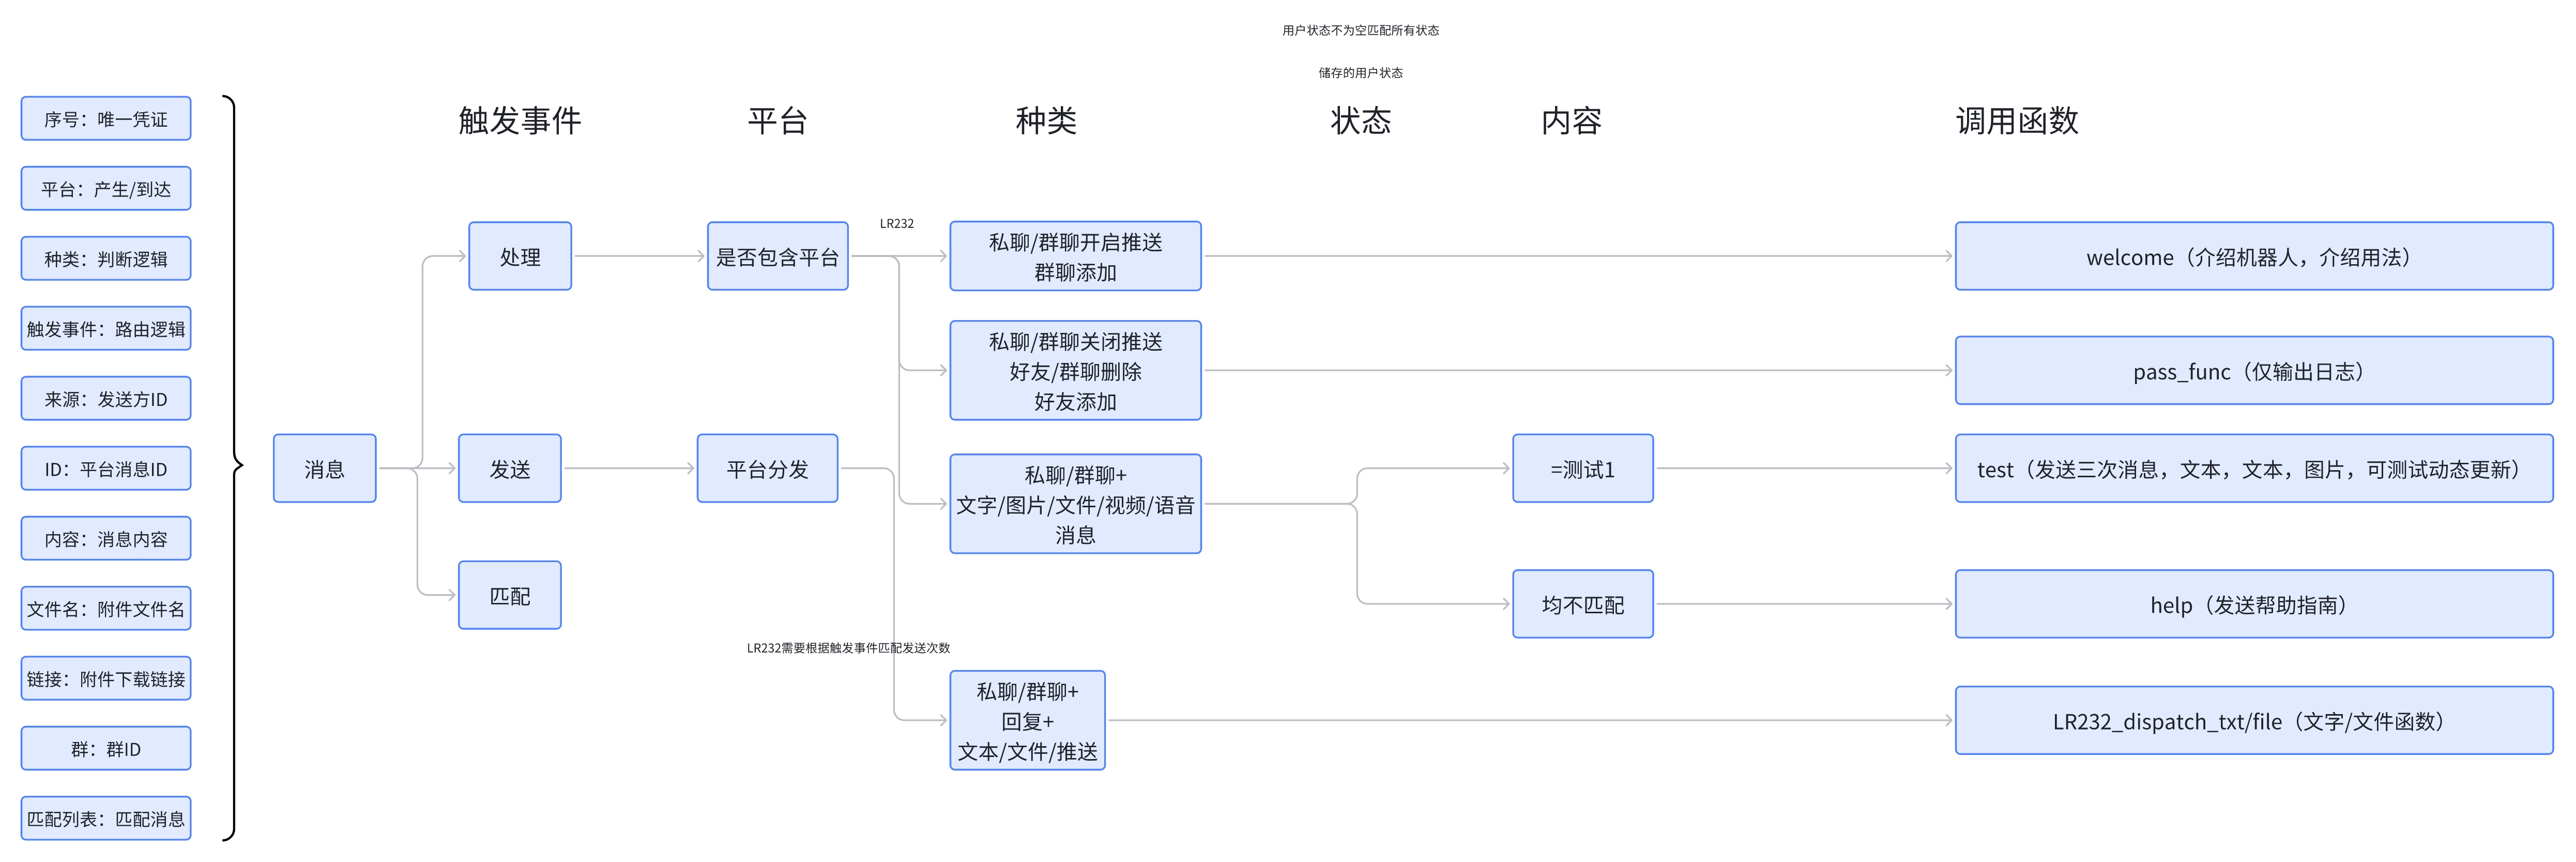 用户状态不为空匹配所有状态
储存的用户状态
触发事件
平台
种类
状态
内容
调用函数
序号：唯一凭证
平台：产生/到达
种类：判断逻辑
触发事件：路由逻辑
来源：发送方ID
ID：平台消息ID
内容：消息内容
文件名：附件文件名
链接：附件下载链接
群：群ID
匹配列表：匹配消息
消息
处理
发送
匹配
是否包含平台
平台分发
LR232
LR232需要根据触发事件匹配发送次数
私聊/群聊开启推送
群聊添加
私聊/群聊关闭推送
好友/群聊删除
好友添加
私聊/群聊+
文字/图片/文件/视频/语音
消息
私聊/群聊+
回复+
文本/文件/推送
=测试1
均不匹配
welcome（介绍机器人，介绍用法）
pass_func（仅输出日志）
test（发送三次消息，文本，文本，图片，可测试动态更新）
help（发送帮助指南）
LR232_dispatch_txt/file（文字/文件函数）